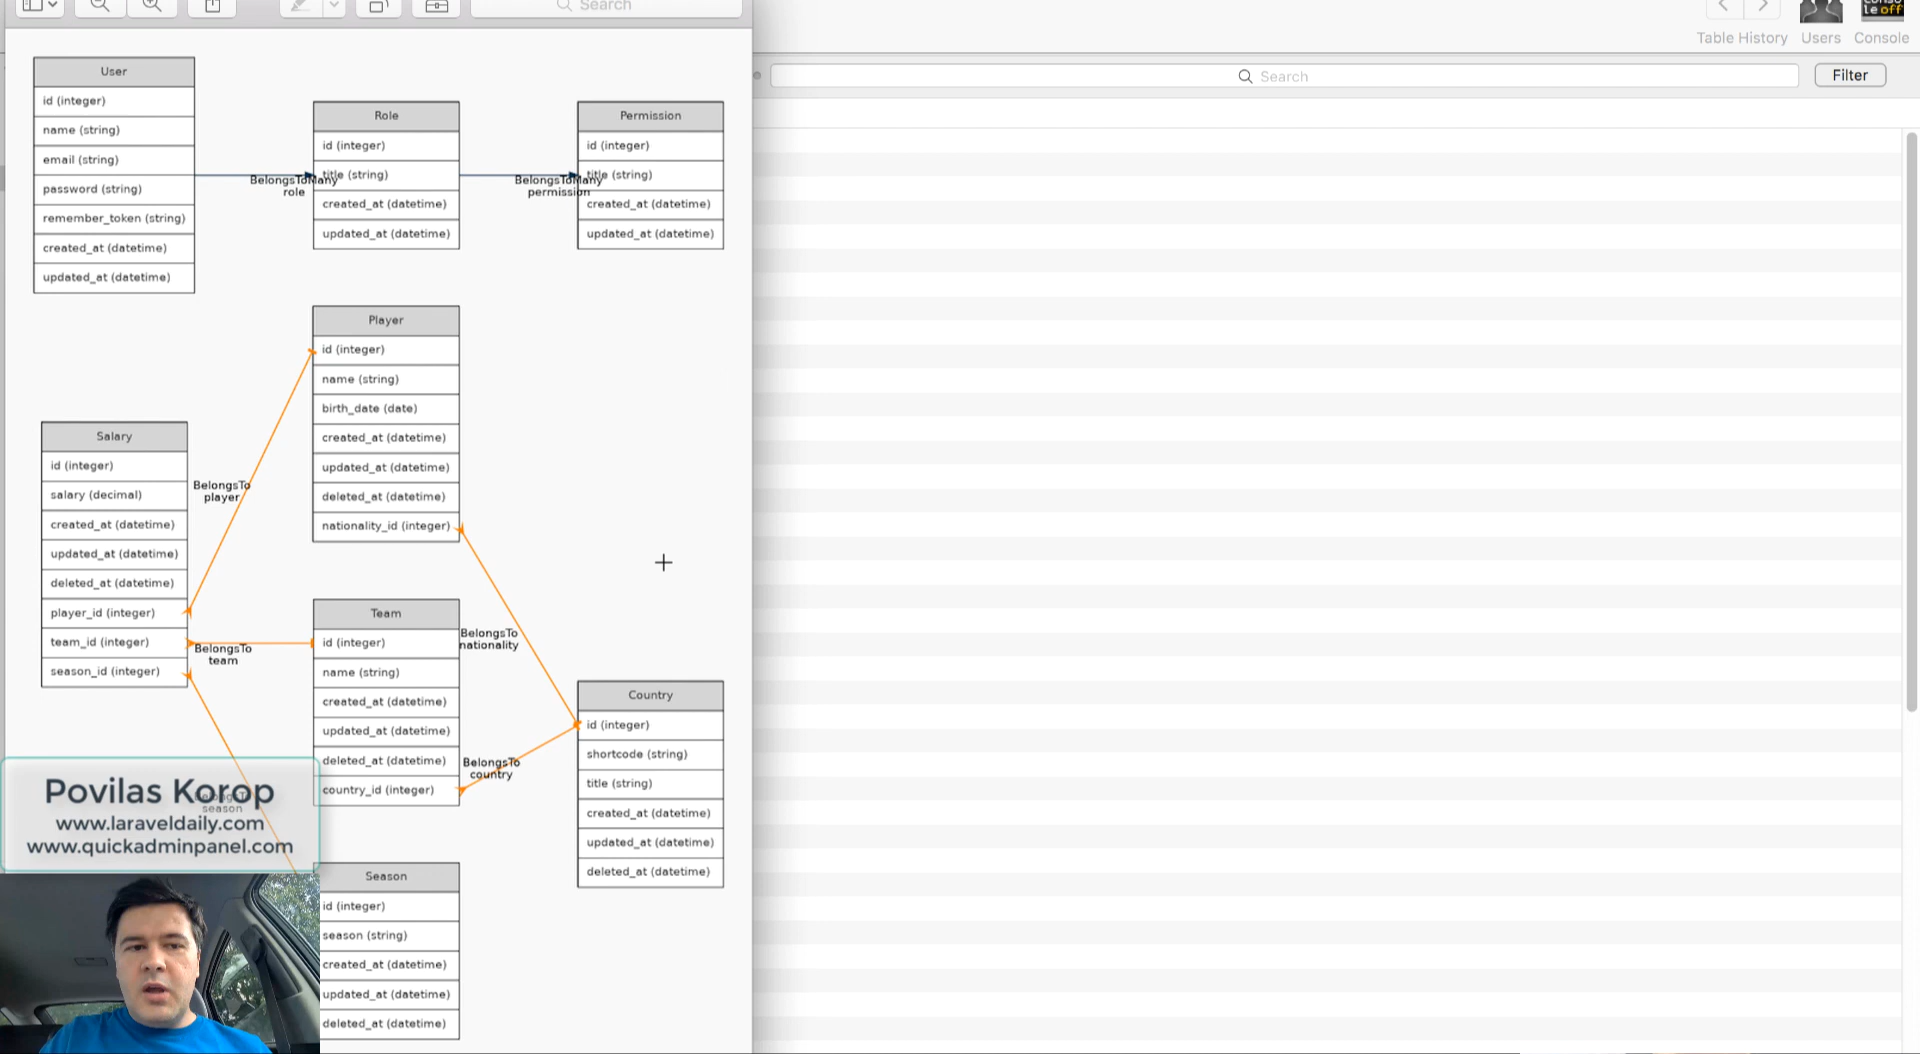 Search
User
id (integer)
name (string)
email (string)
password (string)
remember_token (string)
created_at (datetime)
updated_at (datetime)
BelongsToMany
role
Role
id (integer)
title (string)
created_at (datetime)
updated_at (datetime)
BelongsToMany
permission
Permission
id (integer)
title (string)
created_at (datetime)
updated_at (datetime)
Player
id (integer)
name (string)
birth_date (date)
created_at (datetime)
updated_at (datetime)
deleted_at (datetime)
nationality_id (integer)
Salary
id (integer)
salary (decimal)
created_at (datetime)
updated_at (datetime)
deleted_at (datetime)
player_id (integer)
team_id (integer)
season_id (integer)
BelongsTo
player
BelongsTo
team
Team
id (integer)
name (string)
created_at (datetime)
updated_at (datetime)
deleted_at (datetime)
country_id (integer)
BelongsTo
nationality
BelongsTo
country
Country
id (integer)
shortcode (string)
title (string)
created_at (datetime)
updated_at (datetime)
deleted_at (datetime)
Povilas Korop
season
www.laraveldaily.com
www.quickadminpanel.com
Season
id (integer)
season (string)
created_at (datetime)
updated_at (datetime)
deleted_at (datetime)
le off
Table History
Users
Console
Search
Filter